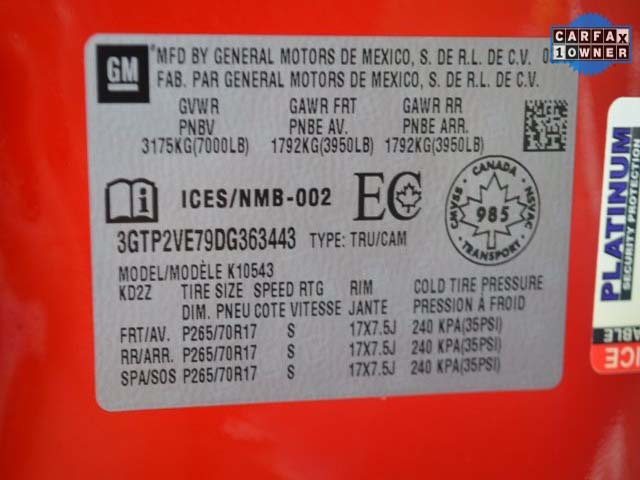 GM
MFD BY GENERAL MOTORS DE MEXICO, S. DE R.L. DE C.V.
FAB. PAR GENERAL MOTORS DE MEXICO, S. DE R.L. DE C.V.
GVWR GAWR FRT GAWR RR
PNBV PNBE AV. PNBE ARR.
3175KG(7000LB) 1792KG(3950LB) 1792KG(3950LB)
ICES/NMB-002 EC
CANADA
CMVSS NSVAC
985
TRANSPORT
3GTP2VE79DG363443 TYPE: TRU/CAM
MODEL/MODÈLE K10543
KD2Z TIRE SIZE SPEED RTG RIM COLD TIRE PRESSURE
DIM. PNEU COTE VITESSE JANTE PRESSION À FROID
FRT/AV. P265/70R17 S 17X7.5J 240 KPA(35PSI)
RR/ARR. P265/70R17 S 17X7.5J 240 KPA(35PSI)
SPA/SOS P265/70R17 S 17X7.5J 240 KPA(35PSI)
CARFAX
1 OWNER
PLATINUM
SECURITY PROTECTION